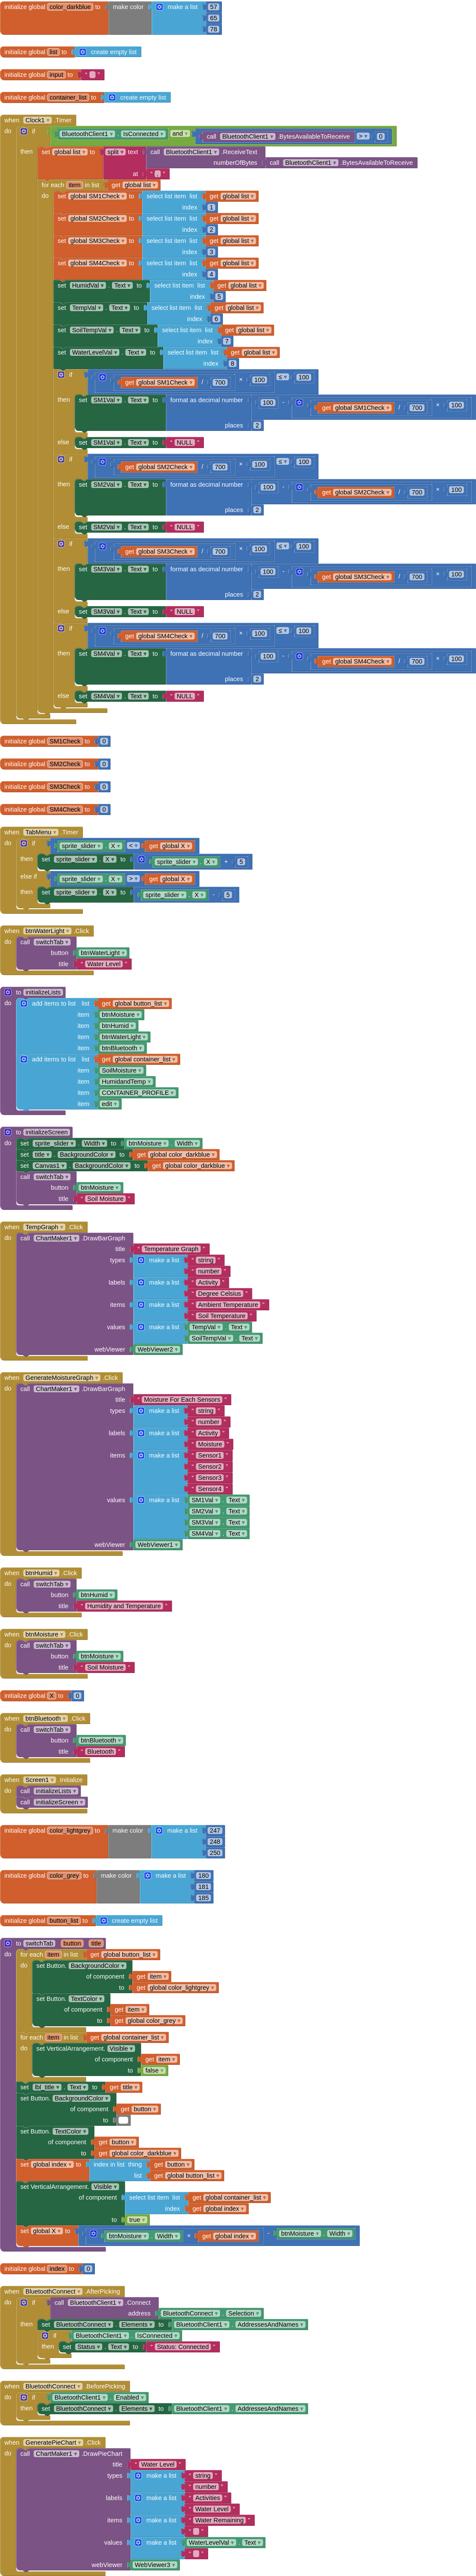 initialize global color_darkblue to make color make a list 57
65
78
initialize global list to create empty list
initialize global input to " "
initialize global container_list to create empty list
when Clock1 .Timer
do if BluetoothClient1 . IsConnected and call BluetoothClient1 .BytesAvailableToReceive > 0
then set global list to split text call BluetoothClient1 .ReceiveText
numberOfBytes call BluetoothClient1 .BytesAvailableToReceive
at " , "
for each item in list get global list
do set global SM1Check to select list item list get global list
index 1
set global SM2Check to select list item list get global list
index 2
set global SM3Check to select list item list get global list
index 3
set global SM4Check to select list item list get global list
index 4
set HumidVal . Text to select list item list get global list
index 5
set TempVal . Text to select list item list get global list
index 6
set SoilTempVal . Text to select list item list get global list
index 7
set WaterLevelVal . Text to select list item list get global list
index 8
if get global SM1Check / 700 × 100 ≤ 100
then set SM1Val . Text to format as decimal number 100 - get global SM1Check / 700 × 100
places 2
else set SM1Val . Text to " NULL "
if get global SM2Check / 700 × 100 ≤ 100
then set SM2Val . Text to format as decimal number 100 - get global SM2Check / 700 × 100
places 2
else set SM2Val . Text to " NULL "
if get global SM3Check / 700 × 100 ≤ 100
then set SM3Val . Text to format as decimal number 100 - get global SM3Check / 700 × 100
places 2
else set SM3Val . Text to " NULL "
if get global SM4Check / 700 × 100 ≤ 100
then set SM4Val . Text to format as decimal number 100 - get global SM4Check / 700 × 100
places 2
else set SM4Val . Text to " NULL "
initialize global SM1Check to 0
initialize global SM2Check to 0
initialize global SM3Check to 0
initialize global SM4Check to 0
when TabMenu .Timer
do if sprite_slider . X < get global X
then set sprite_slider . X to sprite_slider . X + 5
else if sprite_slider . X > get global X
then set sprite_slider . X to sprite_slider . X - 5
when btnWaterLight .Click
do call switchTab
button btnWaterLight
title " Water Level "
to initializeLists
do add items to list list get global button_list
item btnMoisture
item btnHumid
item btnWaterLight
item btnBluetooth
add items to list list get global container_list
item SoilMoisture
item HumidandTemp
item CONTAINER_PROFILE
item edit
to initializeScreen
do set sprite_slider . Width to btnMoisture . Width
set title . BackgroundColor to get global color_darkblue
set Canvas1 . BackgroundColor to get global color_darkblue
call switchTab
button btnMoisture
title " Soil Moisture "
when TempGraph .Click
do call ChartMaker1 .DrawBarGraph
title " Temperature Graph "
types make a list " string "
" number "
labels make a list " Activity "
" Degree Celsius "
items make a list " Ambient Temperature "
" Soil Temperature "
values make a list TempVal . Text
SoilTempVal . Text
webViewer WebViewer2
when GenerateMoistureGraph .Click
do call ChartMaker1 .DrawBarGraph
title " Moisture For Each Sensors "
types make a list " string "
" number "
labels make a list " Activity "
" Moisture "
items make a list " Sensor1 "
" Sensor2 "
" Sensor3 "
" Sensor4 "
values make a list SM1Val . Text
SM2Val . Text
SM3Val . Text
SM4Val . Text
webViewer WebViewer1
when btnHumid .Click
do call switchTab
button btnHumid
title " Humidity and Temperature "
when btnMoisture .Click
do call switchTab
button btnMoisture
title " Soil Moisture "
initialize global X to 0
when btnBluetooth .Click
do call switchTab
button btnBluetooth
title " Bluetooth "
when Screen1 .Initialize
do call initializeLists
call initializeScreen
initialize global color_lightgrey to make color make a list 247
248
250
initialize global color_grey to make color make a list 180
181
185
initialize global button_list to create empty list
to switchTab button title
do for each item in list get global button_list
do set Button. BackgroundColor
of component get item
to get global color_lightgrey
set Button. TextColor
of component get item
to get global color_grey
for each item in list get global container_list
do set VerticalArrangement. Visible
of component get item
to false
set lbl_title . Text to get title
set Button. BackgroundColor
of component get button
to
set Button. TextColor
of component get button
to get global color_darkblue
set global index to index in list thing get button
list get global button_list
set VerticalArrangement. Visible
of component select list item list get global container_list
index get global index
to true
set global X to btnMoisture . Width × get global index - btnMoisture . Width
initialize global index to 0
when BluetoothConnect .AfterPicking
do if call BluetoothClient1 .Connect
address BluetoothConnect . Selection
then set BluetoothConnect . Elements to BluetoothClient1 . AddressesAndNames
if BluetoothClient1 . IsConnected
then set Status . Text to " Status: Connected "
when BluetoothConnect .BeforePicking
do if BluetoothClient1 . Enabled
then set BluetoothConnect . Elements to BluetoothClient1 . AddressesAndNames
when GeneratePieChart .Click
do call ChartMaker1 .DrawPieChart
title " Water Level "
types make a list " string "
" number "
labels make a list " Activities "
" Water Level "
items make a list " Water Remaining "
" "
values make a list WaterLevelVal . Text
" "
webViewer WebViewer3